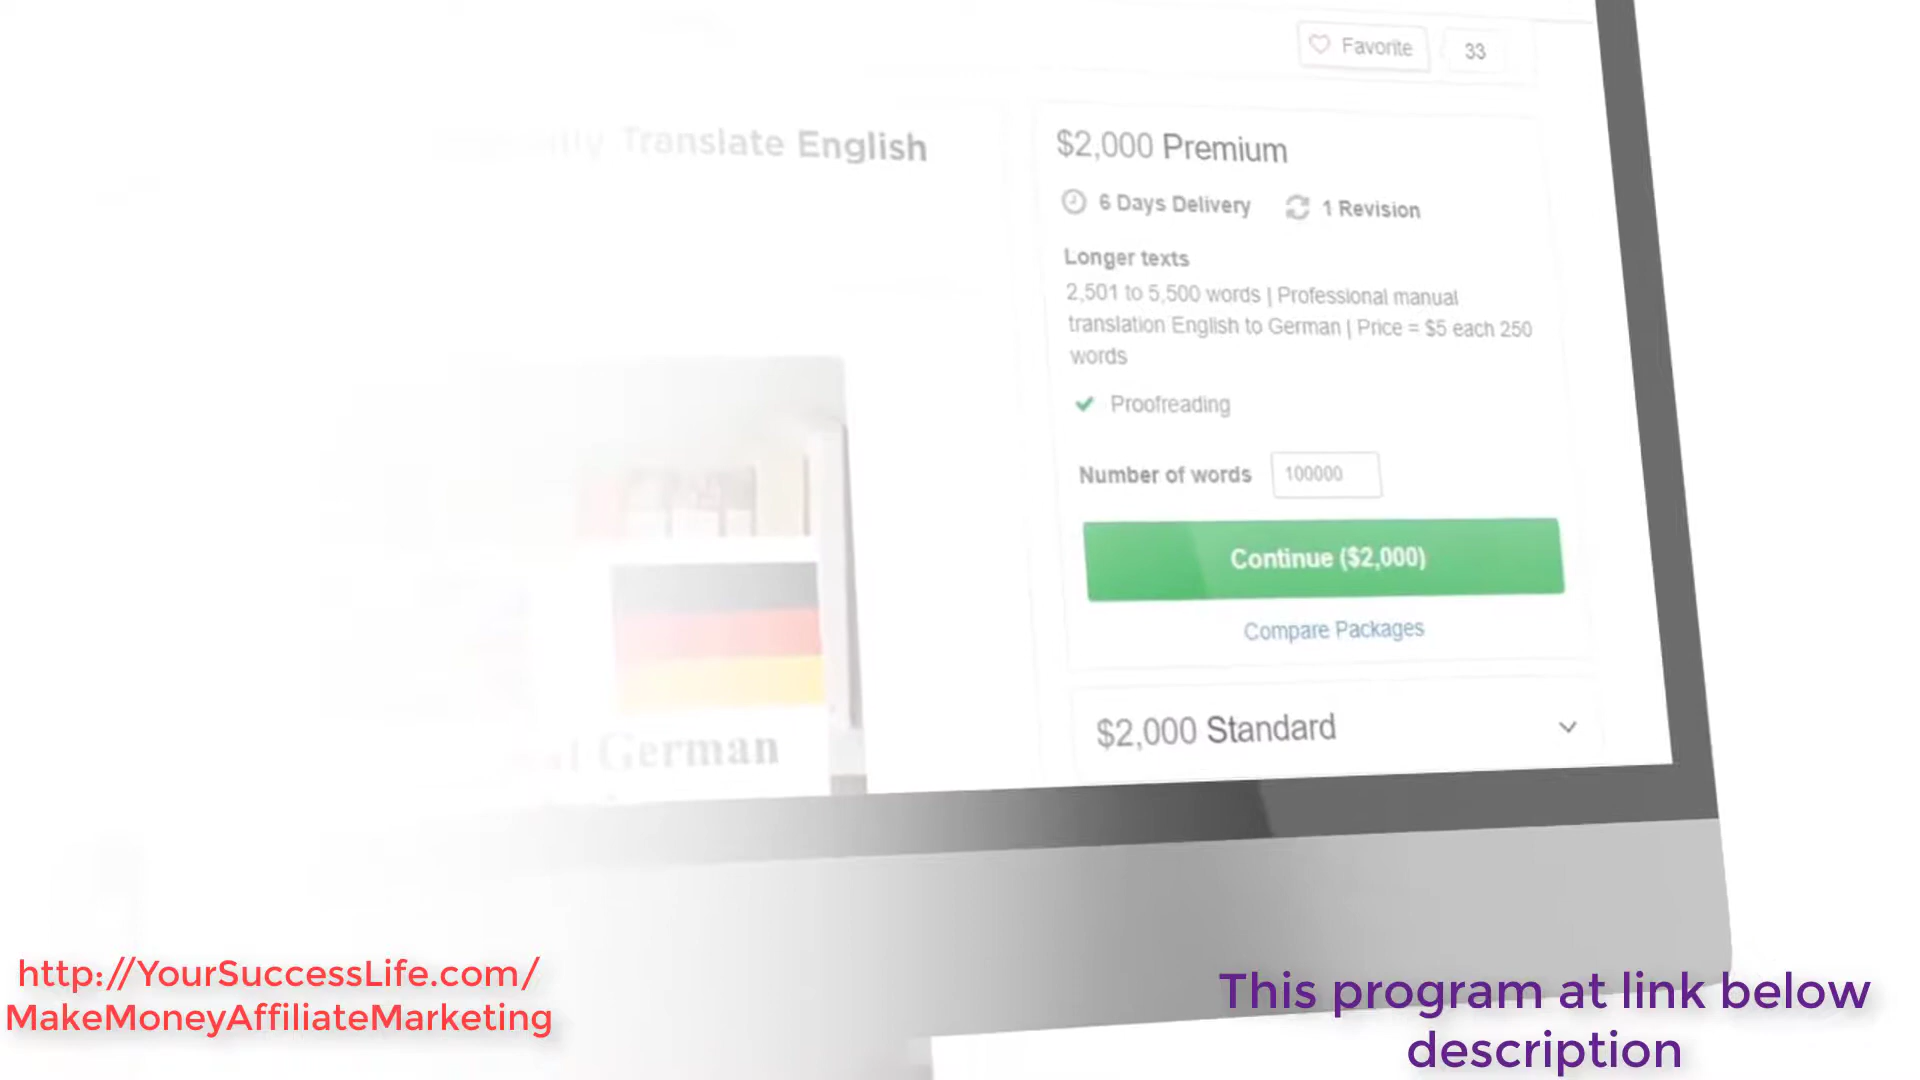 Favorite 33
Translate English
$2,000 Premium
6 Days Delivery 1 Revision
Longer texts
2,501 to 5,500 words | Professional manual
translation English to German | Price = $5 each 250
words
Proofreading
Number of words 100000
Continue ($2,000)
Compare Packages
$2,000 Standard
German
http://YourSuccessLife.com/
MakeMoneyAffiliateMarketing
This program at link below
description